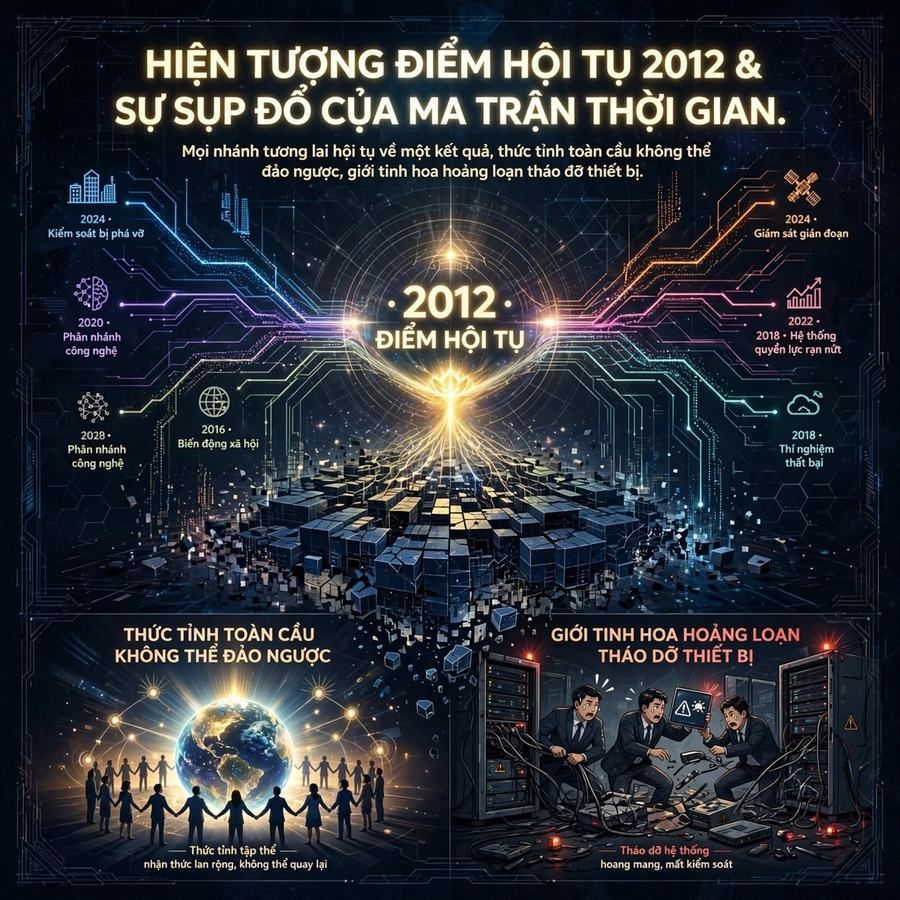 HIỆN TƯỢNG ĐIỂM HỘI TỤ 2012 &
SỰ SỤP ĐỔ CỦA MA TRẬN THỜI GIAN.
Mọi nhánh tương lai hội tụ về một kết quả, thức tỉnh toàn cầu không thể
đảo ngược, giới tinh hoa hoảng loạn tháo dỡ thiết bị.
2024 •
Kiểm soát bị phá vỡ
2024 •
Giám sát gián đoạn
2020 •
Phân nhánh
công nghệ
· 2012 ·
ĐIỂM HỘI TỤ
2022 •
2018 • Hệ thống
quyền lực rạn nứt
2028 •
Phân nhánh
công nghệ
2016 •
Biến động xã hội
2018 •
Thí nghiệm
thất bại
THỨC TỈNH TOÀN CẦU
KHÔNG THỂ ĐẢO NGƯỢC
Thức tỉnh tập thể
nhận thức lan rộng, không thể quay lại
GIỚI TINH HOA HOẢNG LOẠN
THÁO DỠ THIẾT BỊ
Tháo dỡ hệ thống
hoang mang, mất kiểm soát